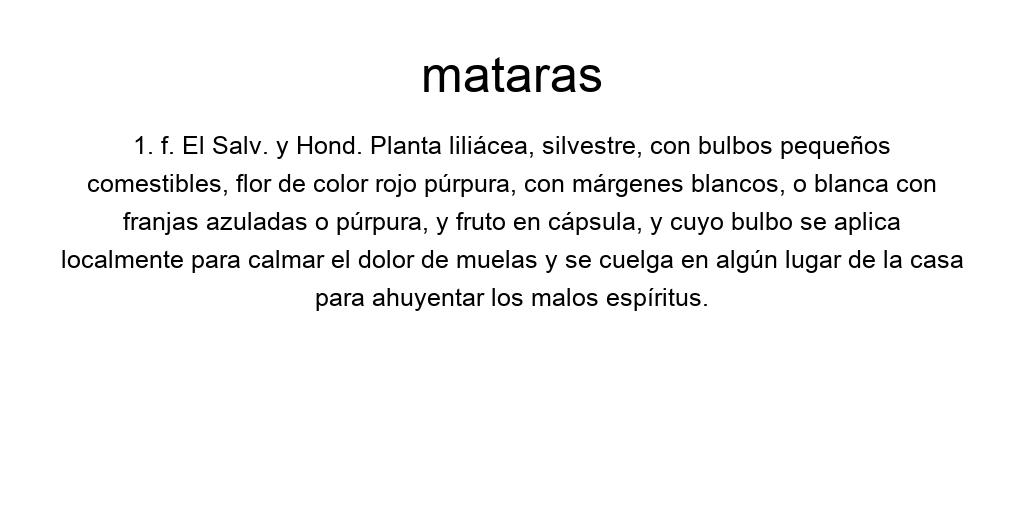 mataras
1. f. El Salv. y Hond. Planta liliácea, silvestre, con bulbos pequeños
comestibles, flor de color rojo púrpura, con márgenes blancos, o blanca con
franjas azuladas o púrpura, y fruto en cápsula, y cuyo bulbo se aplica
localmente para calmar el dolor de muelas y se cuelga en algún lugar de la casa
para ahuyentar los malos espíritus.